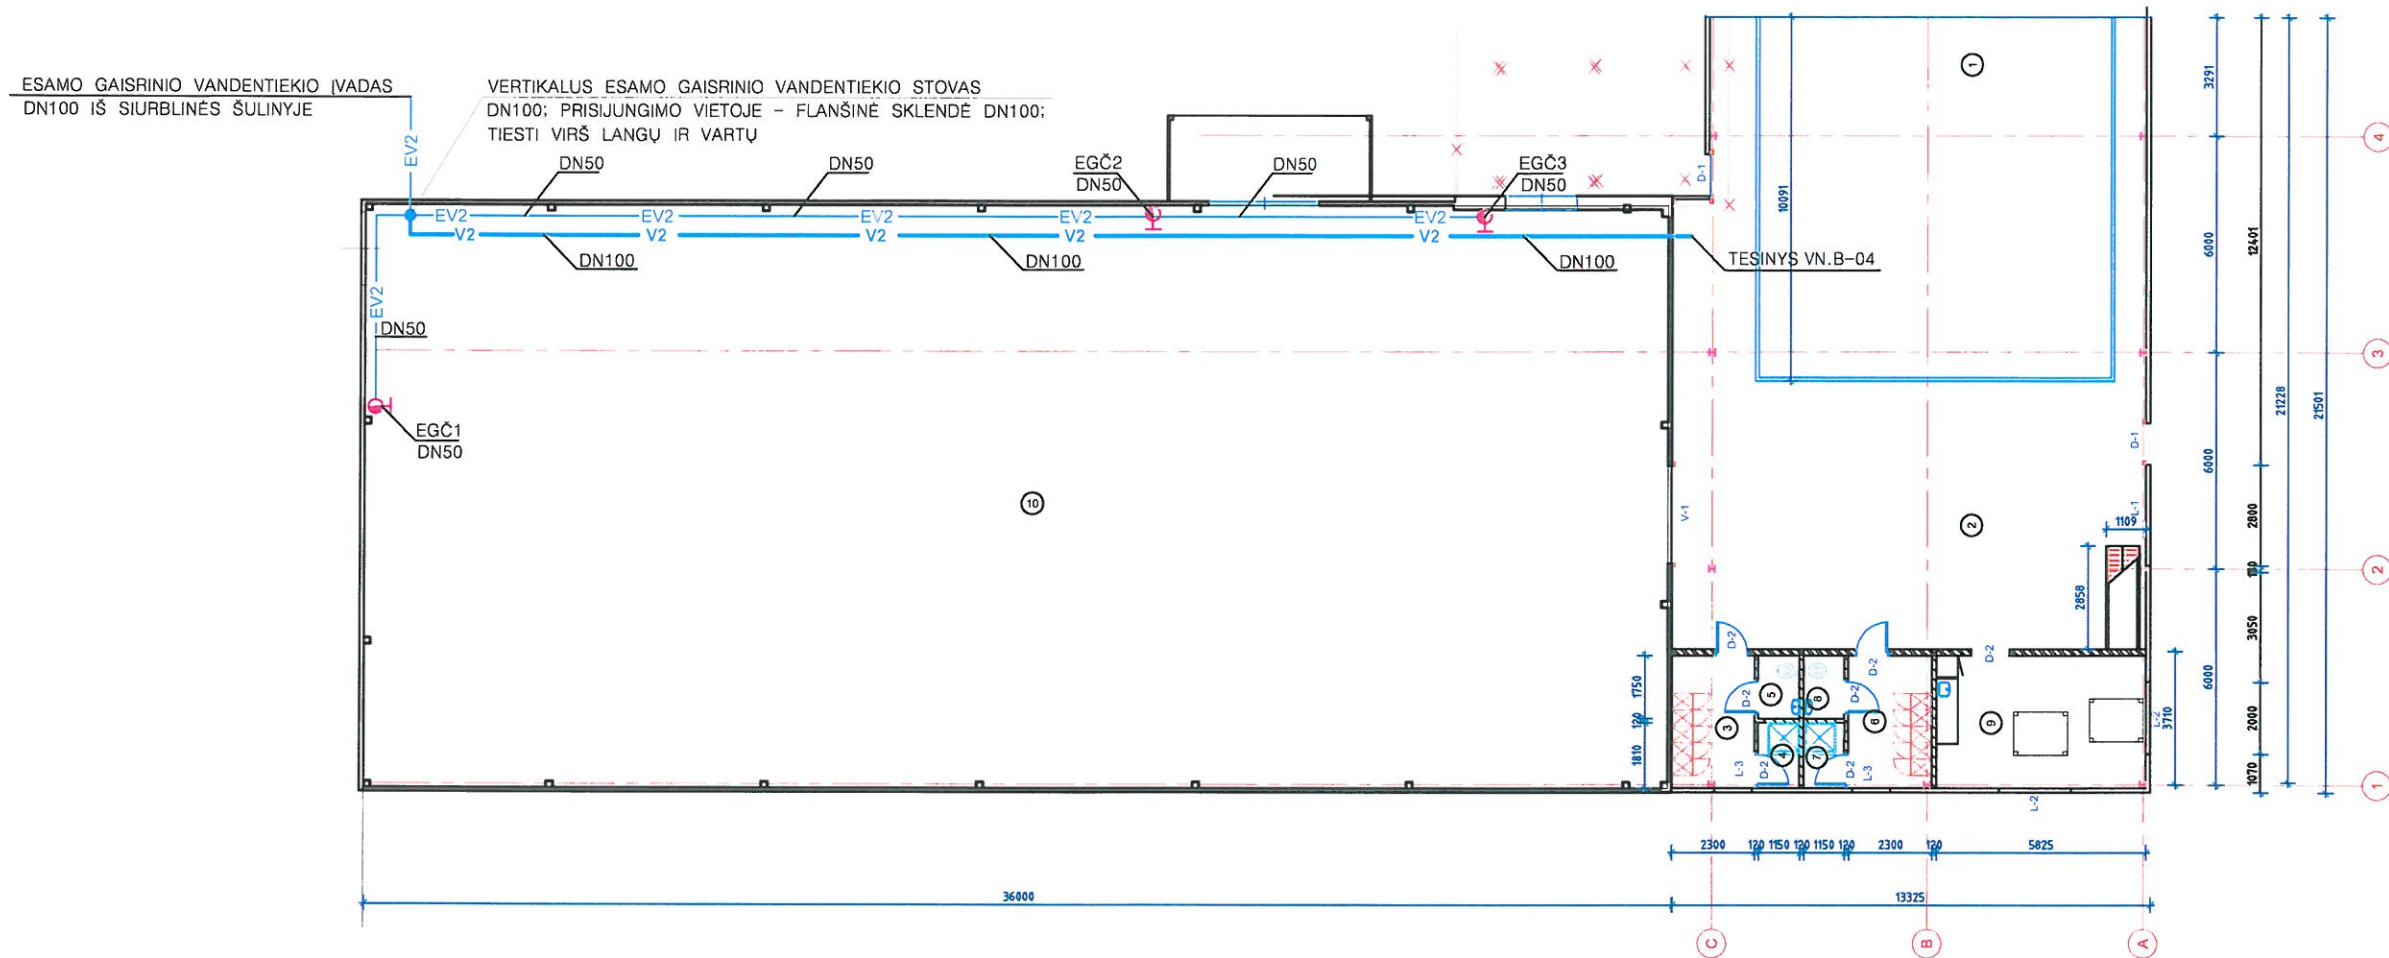 ESAMO GAISRINIO VANDENTIEKIO ĮVADAS
DN100 IŠ SIURBLINĖS ŠULINYJE
VERTIKALUS ESAMO GAISRINIO VANDENTIEKIO STOVAS
DN100; PRISIJUNGIMO VIETOJE – FLANŠINĖ SKLENDĖ DN100;
TIESTI VIRŠ LANGŲ IR VARTŲ
EV2
DN50
DN50
EGČ2
DN50
DN50
EGČ3
DN50
EV2 EV2 EV2 EV2 EV2
V2 V2 V2 V2 V2
DN100
DN100
DN100
TĘSINYS VN.B–04
EV2
DN50
EGČ1
DN50
10
1
2
3
4
5
6
7
8
9
D-1
D-1
L-1
V-1
D-2
D-2
D-2
D-2
D-2
D-2
D-2
L-3
L-3
L-2
L-2
10091
1109
2858
1750
120
1810
3710
3291
6000
6000
6000
12401
2800
3050
2000
1070
21228
21501
2300
120
1150
120
1150
120
2300
120
5825
36000
13325
4
3
2
1
C
B
A